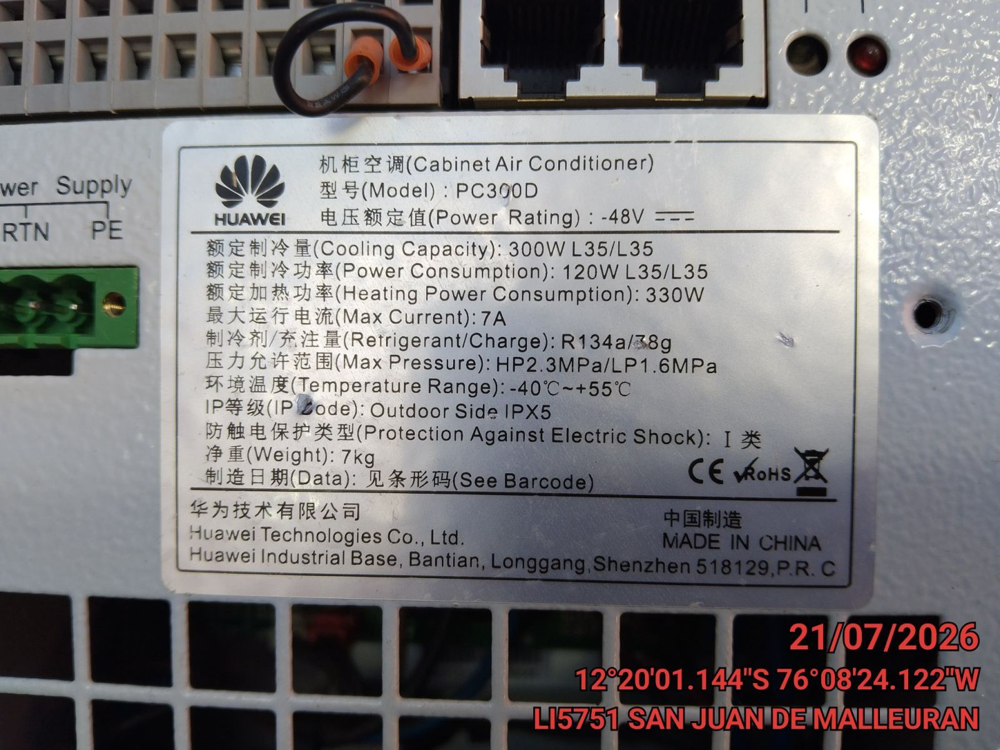 wer Supply
RTN PE
HUAWEI
机柜空调(Cabinet Air Conditioner)
型号(Model) : PC300D
电压额定值(Power Rating) : -48V
额定制冷量(Cooling Capacity): 300W L35/L35
额定制冷功率(Power Consumption): 120W L35/L35
额定加热功率(Heating Power Consumption): 330W
最大运行电流(Max Current): 7A
制冷剂/充注量(Refrigerant/Charge): R134a/78g
压力允许范围(Max Pressure): HP2.3MPa/LP1.6MPa
环境温度(Temperature Range): -40℃~+55℃
IP等级(IP Code): Outdoor Side IPX5
防触电保护类型(Protection Against Electric Shock): I 类
净重(Weight): 7kg
制造日期(Data): 见条形码(See Barcode)
CE RoHS
华为技术有限公司
Huawei Technologies Co., Ltd.
Huawei Industrial Base, Bantian, Longgang,Shenzhen 518129,P.R. C
中国制造
MADE IN CHINA
21/07/2026
12°20'01.144"S 76°08'24.122"W
LI5751 SAN JUAN DE MALLEURAN